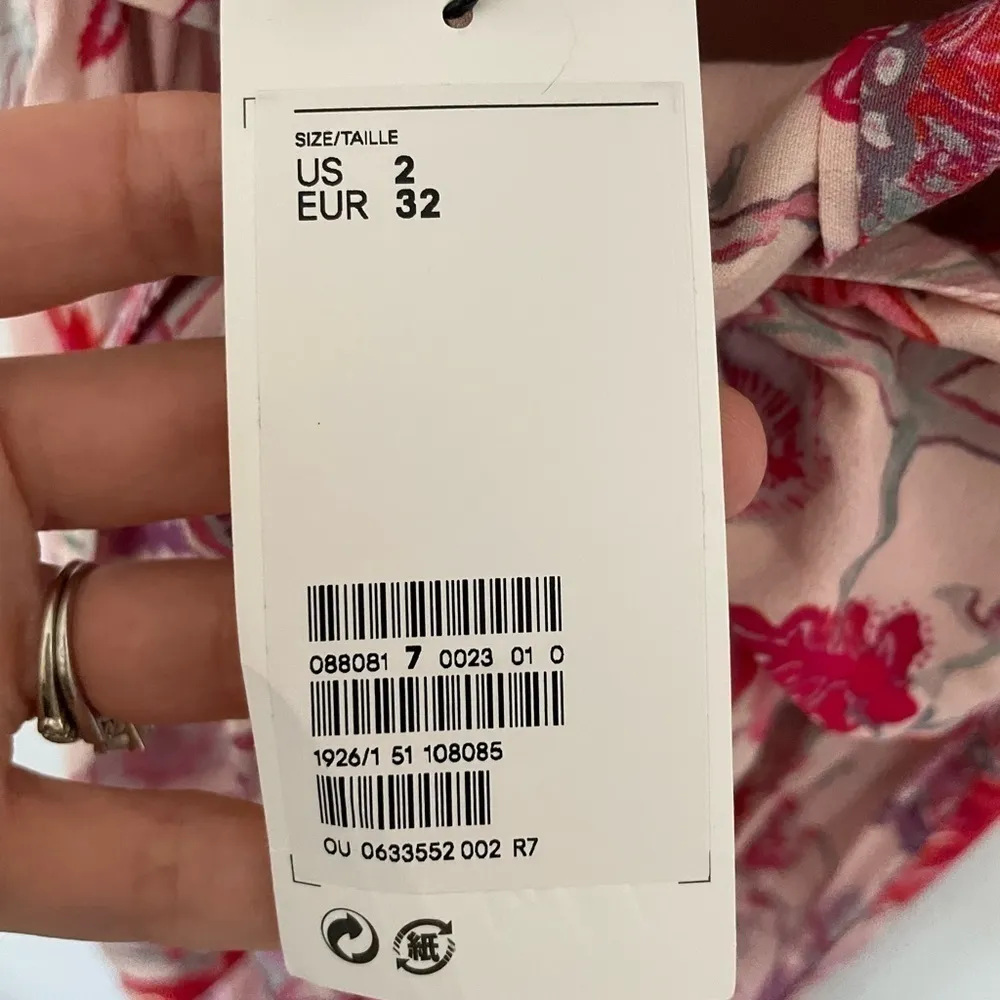 SIZE/TAILLE
US 2
EUR 32
088081 7 0023 01 0
1926/1 51 108085
OU 0633552 002 R7
紙